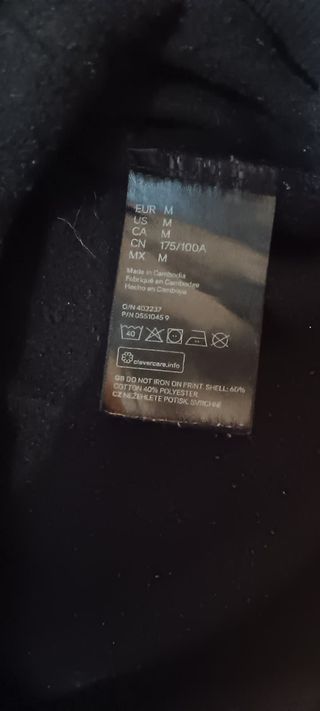 EUR M
US M
CA M
CN 175/100A
MX M
Made in Cambodia
Fabriqué en Cambodge
Hecho en Camboya
O/N 402237
P/N 0551045 9
40
clevercare.info
GB DO NOT IRON ON PRINT SHELL: 60%
COTTON 40% POLYESTER
CZ NEŽEHLETE POTISK. SVRCHNÍ